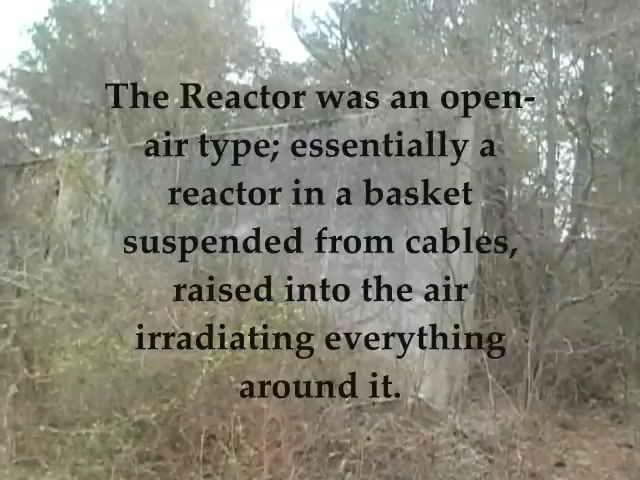 The Reactor was an open-
air type; essentially a
reactor in a basket
suspended from cables,
raised into the air
irradiating everything
around it.